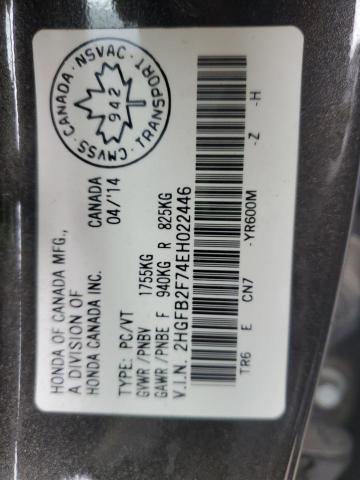 HONDA OF CANADA MFG.,
A DIVISION OF
HONDA CANADA INC.
CANADA
04/'14
TYPE: PC/VT
GVWR/PNBV 1755KG
GAWR/PNBE F 940KG R 825KG
V.I.N. 2HGFB2F74EH022446
TR6 E CN7 -YR600M -Z -H
CMVSS · CANADA · NSVAC · TRANSPORT ·
942